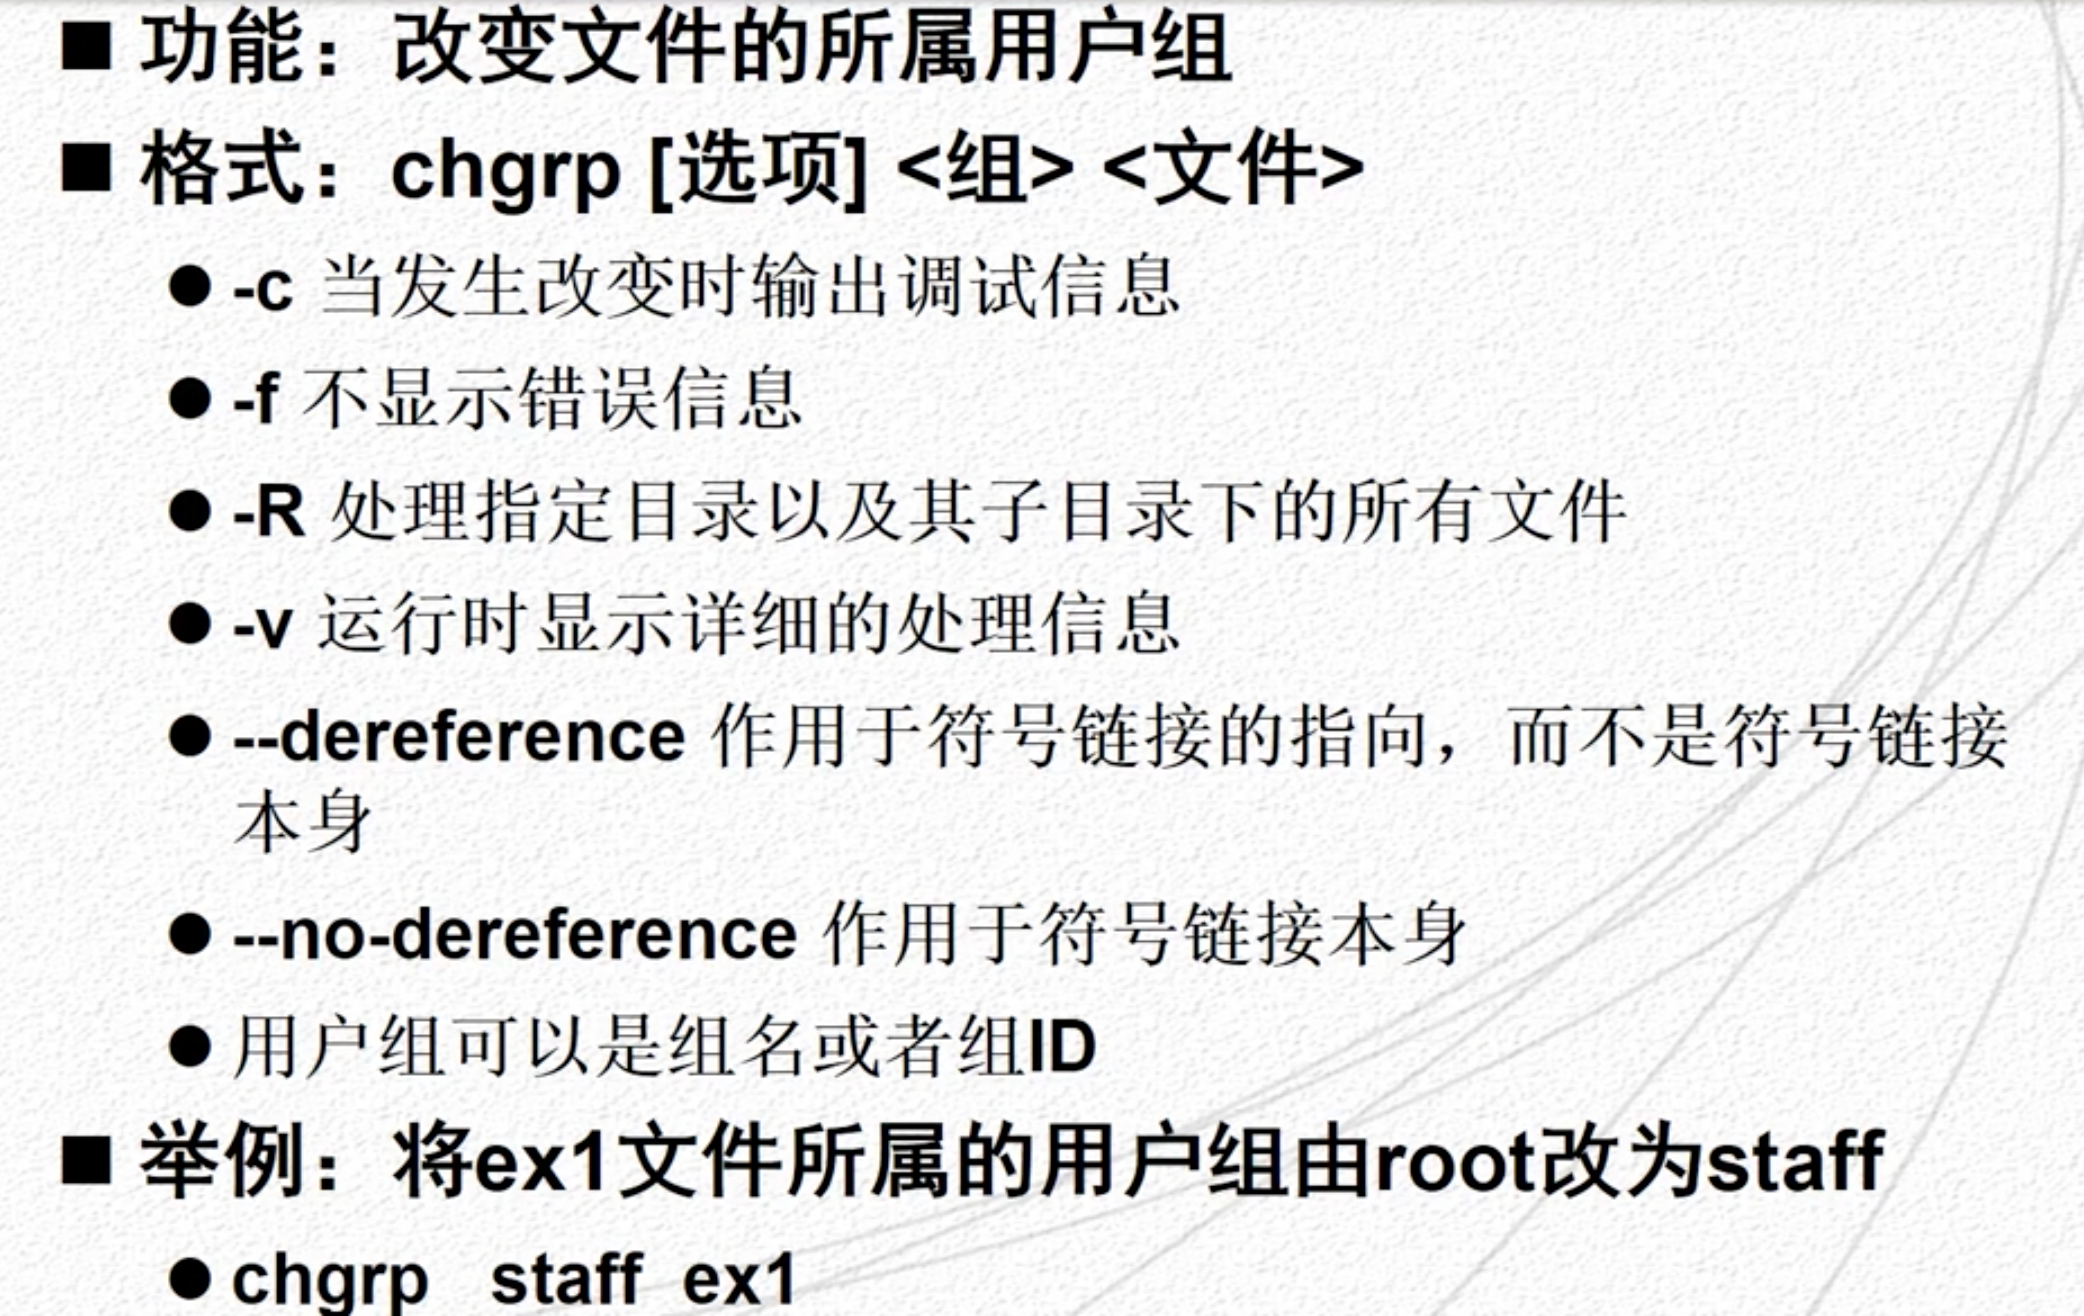 ■ 功能：改变文件的所属用户组
■ 格式：chgrp [选项] <组> <文件>
● -c 当发生改变时输出调试信息
● -f 不显示错误信息
● -R 处理指定目录以及其子目录下的所有文件
● -v 运行时显示详细的处理信息
● --dereference 作用于符号链接的指向，而不是符号链接
本身
● --no-dereference 作用于符号链接本身
● 用户组可以是组名或者组ID
■ 举例：将ex1文件所属的用户组由root改为staff
● chgrp staff ex1